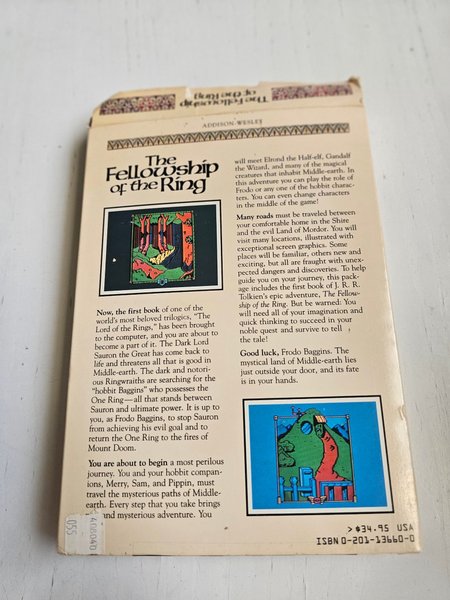 The Fellowship
of the Ring
ADDISON-WESLEY
The
Fellowship
of the Ring
Now, the first book of one of the
world's most beloved trilogies, "The
Lord of the Rings," has been brought
to the computer, and you are about to
become a part of it. The Dark Lord
Sauron the Great has come back to
life and threatens all that is good in
Middle-earth. The dark and notori-
ous Ringwraiths are searching for the
"hobbit Baggins" who possesses the
One Ring—all that stands between
Sauron and ultimate power. It is up to
you, as Frodo Baggins, to stop Sauron
from achieving his evil goal and to
return the One Ring to the fires of
Mount Doom.
You are about to begin a most perilous
journey. You and your hobbit compan-
ions, Merry, Sam, and Pippin, must
travel the mysterious paths of Middle-
earth. Every step that you take brings
and mysterious adventure. You
will meet Elrond the Half-elf, Gandalf
the Wizard, and many of the magical
creatures that inhabit Middle-earth. In
this adventure you can play the role of
Frodo or any one of the hobbit charac-
ters. You can even change characters
in the middle of the game!
Many roads must be traveled between
your comfortable home in the Shire
and the evil Land of Mordor. You will
visit many locations, illustrated with
exceptional screen graphics. Some
places will be familiar, others new and
exciting, but all are fraught with unex-
pected dangers and discoveries. To help
guide you on your journey, this pack-
age includes the first book of J. R. R.
Tolkien's epic adventure, The Fellow-
ship of the Ring. But be warned: You
will need all of your imagination and
quick thinking to succeed in your
noble quest and survive to tell
the tale!
Good luck, Frodo Baggins. The
mystical land of Middle-earth lies
just outside your door, and its fate
is in your hands.
>$34.95 USA
ISBN 0-201-13660-0
055